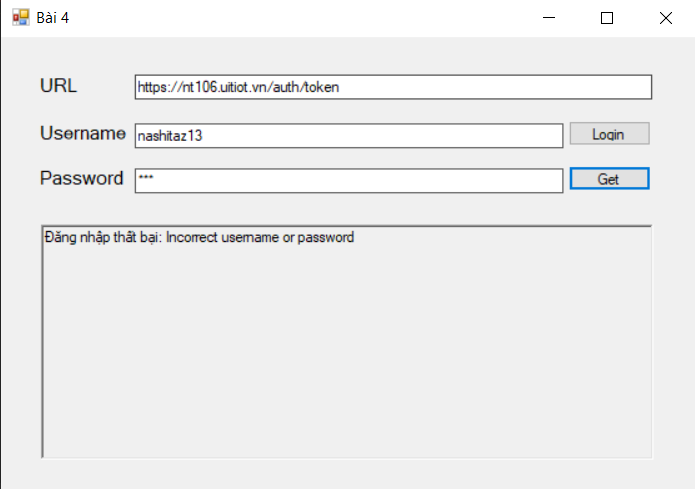 Bài 4
URL
https://nt106.uitiot.vn/auth/token
Username
nashitaz13
Login
Password
***
Get
Đăng nhập thất bại: Incorrect username or password